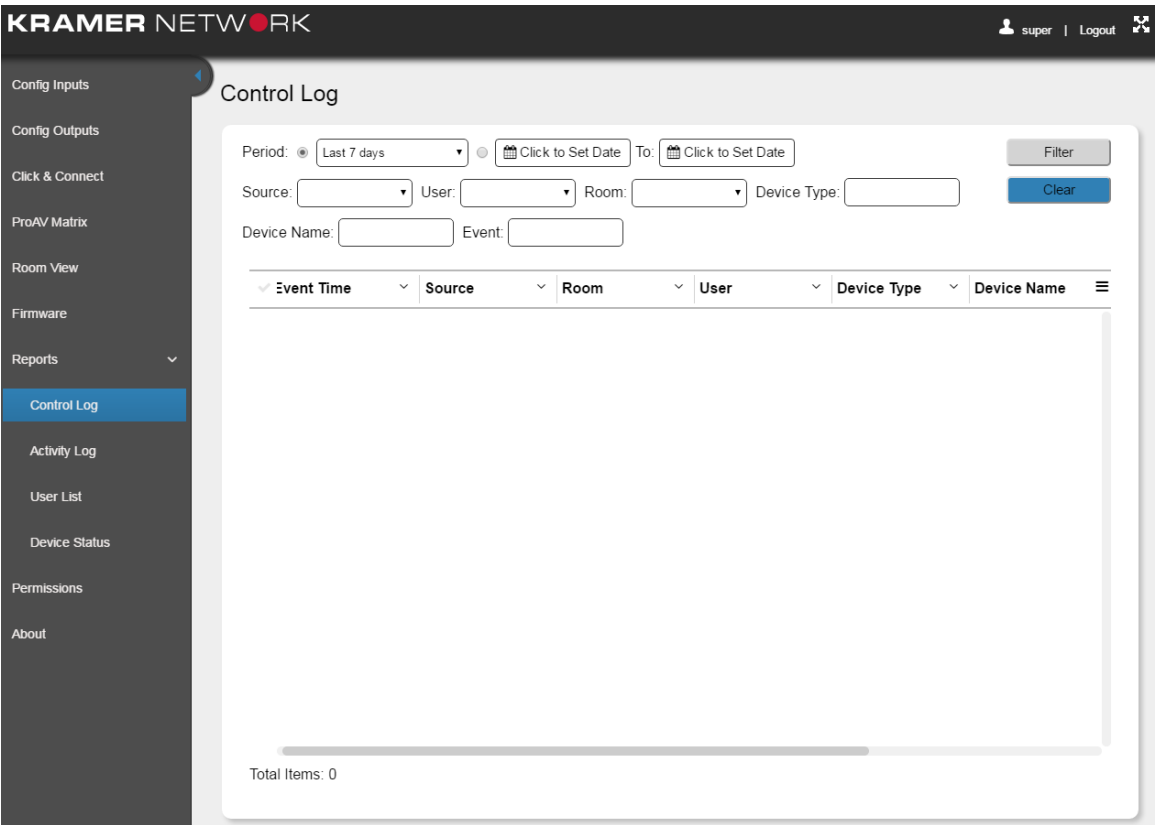 KRAMER NETWORK
super | Logout
Config Inputs
Config Outputs
Click & Connect
ProAV Matrix
Room View
Firmware
Reports
Control Log
Activity Log
User List
Device Status
Permissions
About
Control Log
Period: Last 7 days Click to Set Date To: Click to Set Date Filter
Source: User: Room: Device Type: Clear
Device Name: Event:
Event Time Source Room User Device Type Device Name
Total Items: 0